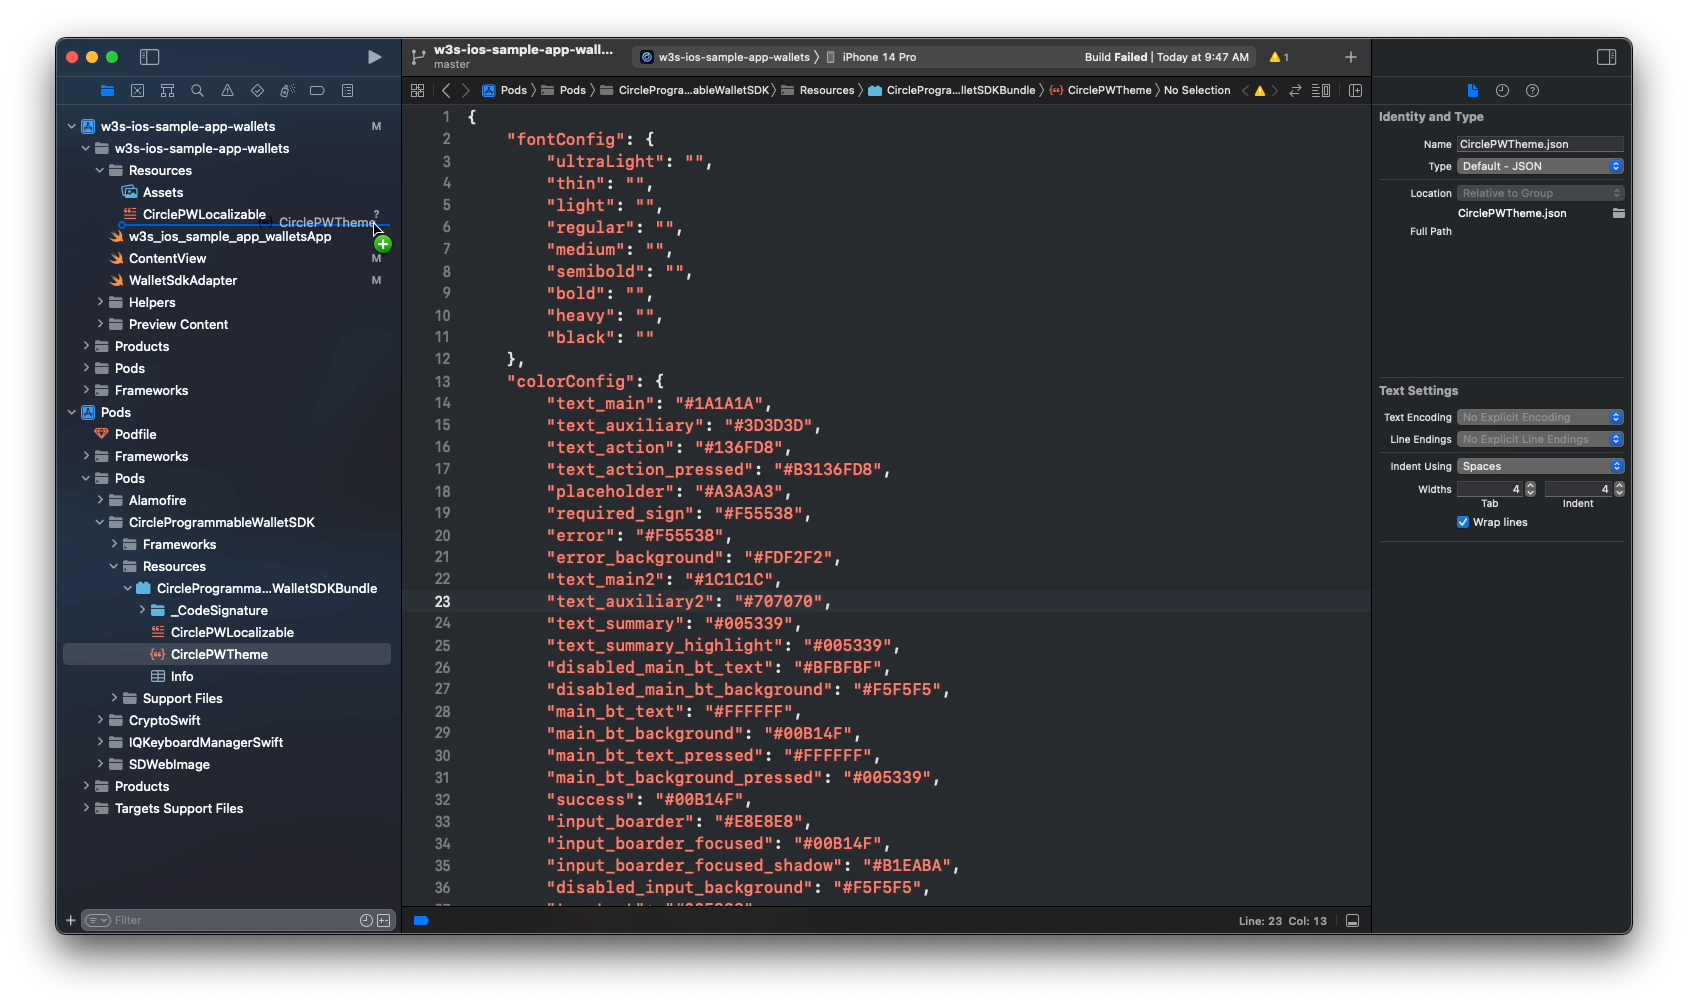 w3s-ios-sample-app-wall...
master
w3s-ios-sample-app-wallets
iPhone 14 Pro
Build Failed | Today at 9:47 AM
1
Pods
Pods
CircleProgra…ableWalletSDK
Resources
CircleProgra...lletSDKBundle
CirclePWTheme
No Selection
w3s-ios-sample-app-wallets M
w3s-ios-sample-app-wallets
Resources
Assets
CirclePWLocalizable ?
CirclePWTheme
w3s_ios_sample_app_walletsApp
ContentView M
WalletSdkAdapter M
Helpers
Preview Content
Products
Pods
Frameworks
Pods
Podfile
Frameworks
Pods
Alamofire
CircleProgrammableWalletSDK
Frameworks
Resources
CircleProgramma...WalletSDKBundle
_CodeSignature
CirclePWLocalizable
CirclePWTheme
Info
Support Files
CryptoSwift
IQKeyboardManagerSwift
SDWebImage
Products
Targets Support Files
Filter
1 {
2 "fontConfig": {
3 "ultraLight": "",
4 "thin": "",
5 "light": "",
6 "regular": "",
7 "medium": "",
8 "semibold": "",
9 "bold": "",
10 "heavy": "",
11 "black": ""
12 },
13 "colorConfig": {
14 "text_main": "#1A1A1A",
15 "text_auxiliary": "#3D3D3D",
16 "text_action": "#136FD8",
17 "text_action_pressed": "#B3136FD8",
18 "placeholder": "#A3A3A3",
19 "required_sign": "#F55538",
20 "error": "#F55538",
21 "error_background": "#FDF2F2",
22 "text_main2": "#1C1C1C",
23 "text_auxiliary2": "#707070",
24 "text_summary": "#005339",
25 "text_summary_highlight": "#005339",
26 "disabled_main_bt_text": "#BFBFBF",
27 "disabled_main_bt_background": "#F5F5F5",
28 "main_bt_text": "#FFFFFF",
29 "main_bt_background": "#00B14F",
30 "main_bt_text_pressed": "#FFFFFF",
31 "main_bt_background_pressed": "#005339",
32 "success": "#00B14F",
33 "input_boarder": "#E8E8E8",
34 "input_boarder_focused": "#00B14F",
35 "input_boarder_focused_shadow": "#B1EABA",
36 "disabled_input_background": "#F5F5F5",
Line: 23 Col: 13
Identity and Type
Name CirclePWTheme.json
Type Default - JSON
Location Relative to Group
CirclePWTheme.json
Full Path
Text Settings
Text Encoding No Explicit Encoding
Line Endings No Explicit Line Endings
Indent Using Spaces
Widths 4 4
Tab Indent
Wrap lines